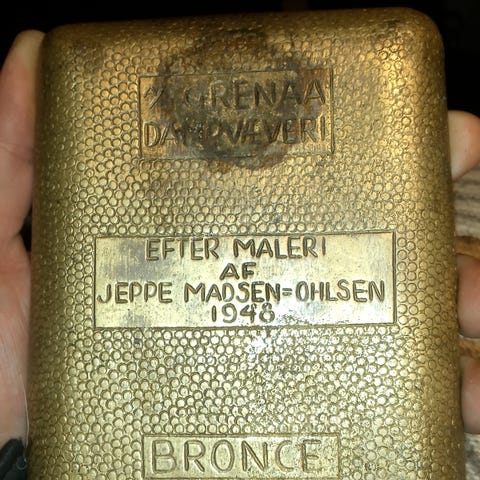 A/S GRENAA
DAMPVÆVERI
EFTER MALERI
AF
JEPPE MADSEN=OHLSEN
1948
BRONCE